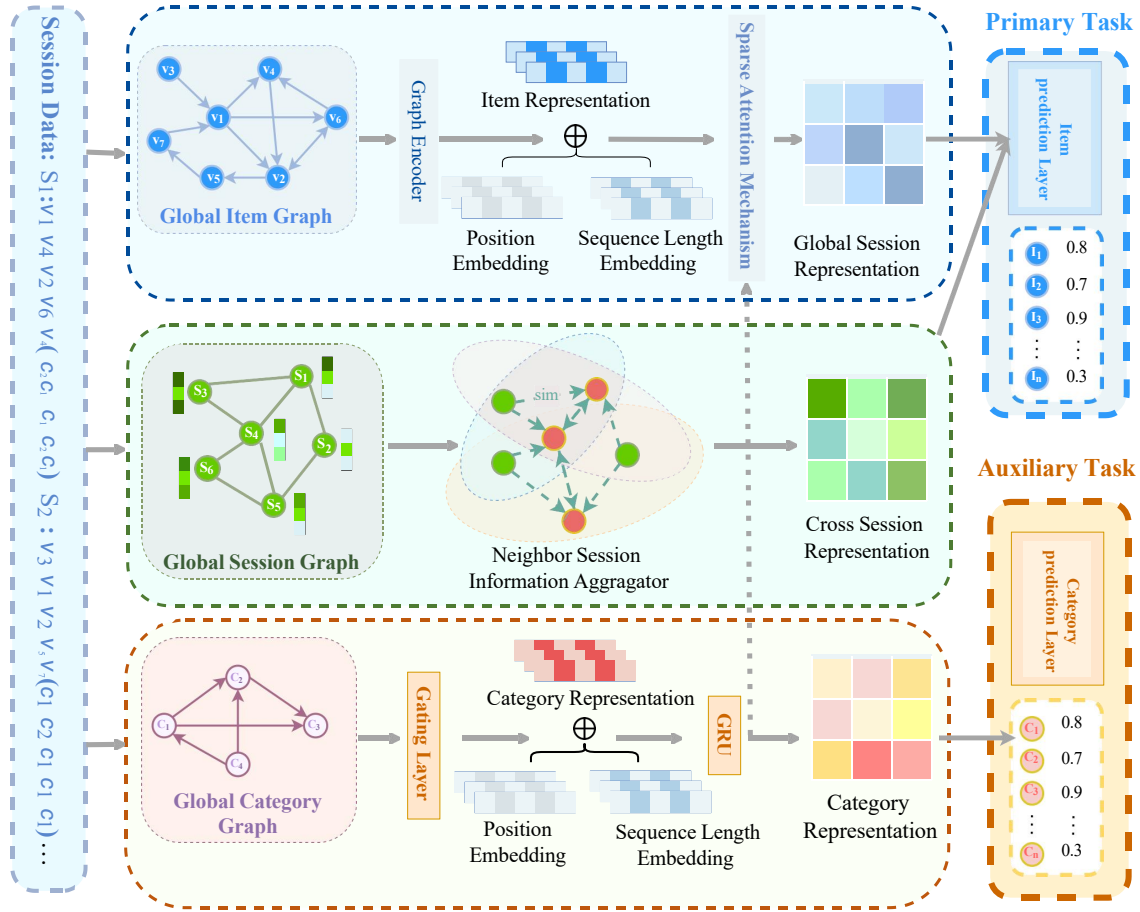 Session Data: S1:v1 v4 v2 v6 v4( c2c1 c1 c2c1) S2 : v3 v1 v2 v5 v7(c1 c2 c1 c1 c1) ...
v3
v4
v1
v6
v7
v5
v2
Global Item Graph
Graph Encoder
Item Representation
⊕
Position
Embedding
Sequence Length
Embedding
Sparse Attention Mechanism
Global Session
Representation
Primary Task
Item
prediction Layer
I1 0.8
I2 0.7
I3 0.9
... ...
In 0.3
S1
S3
S4
S2
S6
S5
Global Session Graph
sim
Neighbor Session
Information Aggragator
Cross Session
Representation
Auxiliary Task
Category
prediction Layer
C1 0.8
C2 0.7
C3 0.9
... ...
Cn 0.3
C2
C1
C3
C4
Global Category
Graph
Gating Layer
Category Representation
⊕
Position
Embedding
Sequence Length
Embedding
GRU
Category
Representation